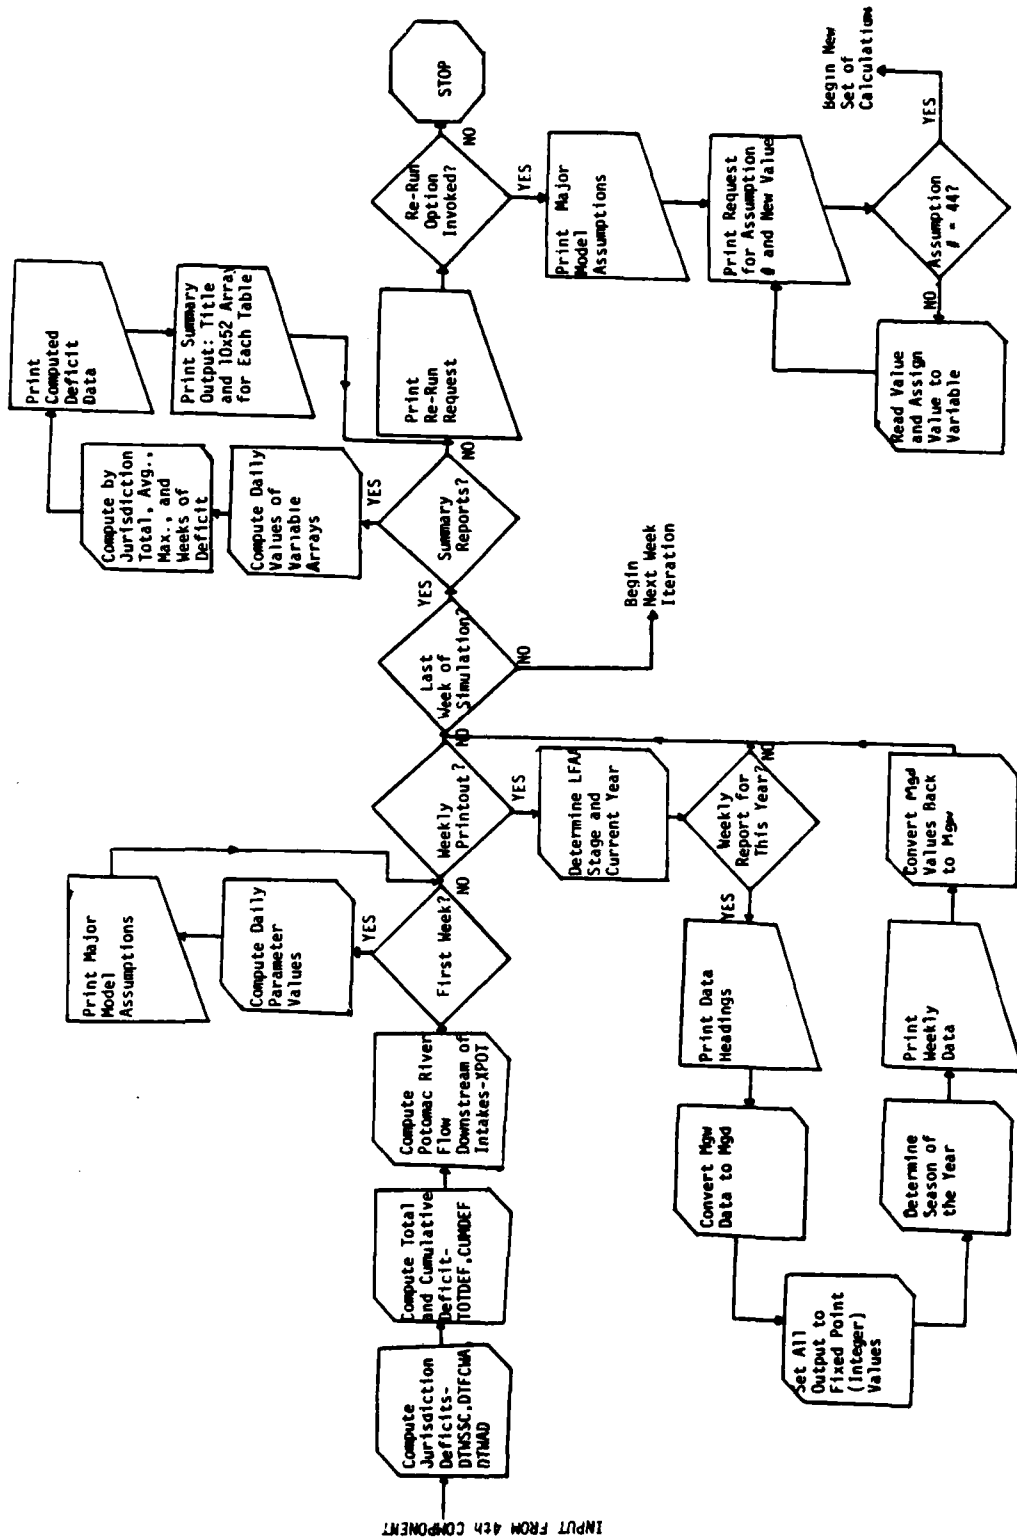 INPUT FROM 4th COMPONENT
Compute
Jurisdiction
Deficits-
DTWSSC,DTFCWA
DTWAD
Compute Total
and Cumulative
Deficit-
TOTDEF,CUMDEF
Compute
Potomac River
Flow
Downstream of
Intakes-XPOT
First Week?
YES
NO
Compute Daily
Parameter
Values
Print Major
Model
Assumptions
Weekly
Printout?
NO
YES
Determine LFAA
Stage and
Current Year
Weekly
Report for
This Year?
NO
YES
Print Data
Headings
Convert Mgw
Data to Mgd
Set All
Output to
Fixed Point
(Integer)
Values
Determine
Season of
the Year
Print
Weekly
Data
Convert Mgd
Values Back
to Mgw
Last
Week of
Simulation?
YES
NO
Begin
Next Week
Iteration
Summary
Reports?
YES
NO
Compute Daily
Values of
Variable
Arrays
Compute by
Jurisdiction
Total, Avg.,
Max., and
Weeks of
Deficit
Print
Computed
Deficit
Data
Print Summary
Output: Title
and 10x52 Array
for Each Table
Print
Re-Run
Request
Re-Run
Option
Invoked?
NO
STOP
YES
Print Major
Model
Assumptions
Print Request
for Assumption
# and New Value
Assumption
# = 44?
NO
YES
Read Value
and Assign
Value to
Variable
Begin New
Set of
Calculations